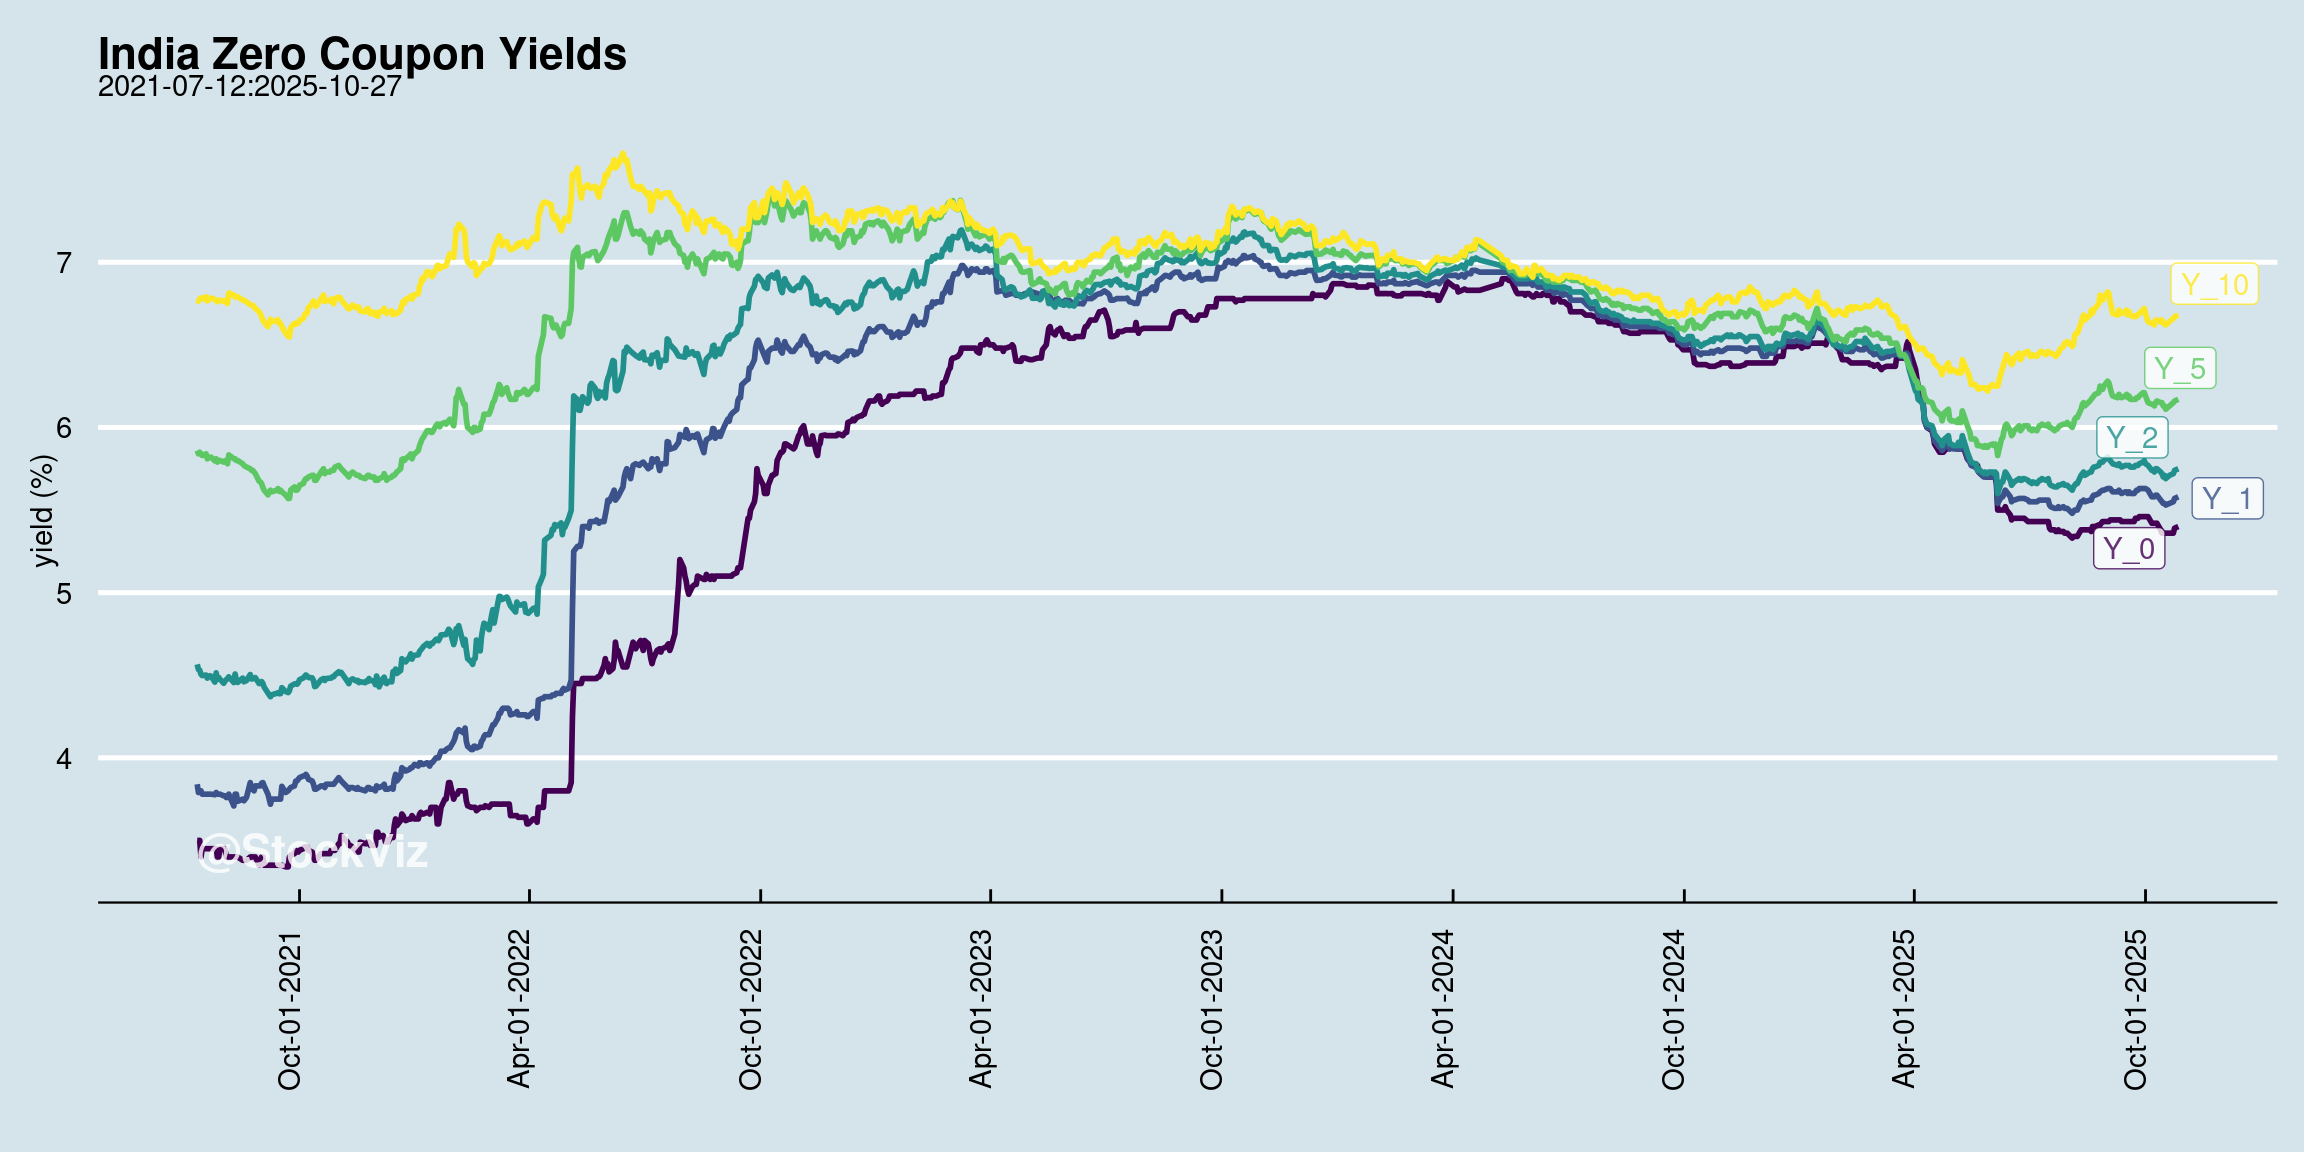 India Zero Coupon Yields
2021-07-12:2025-10-27
yield (%)
7
6
5
4
Y_10
Y_5
Y_2
Y_1
Y_0
@StockViz
Oct-01-2021
Apr-01-2022
Oct-01-2022
Apr-01-2023
Oct-01-2023
Apr-01-2024
Oct-01-2024
Apr-01-2025
Oct-01-2025